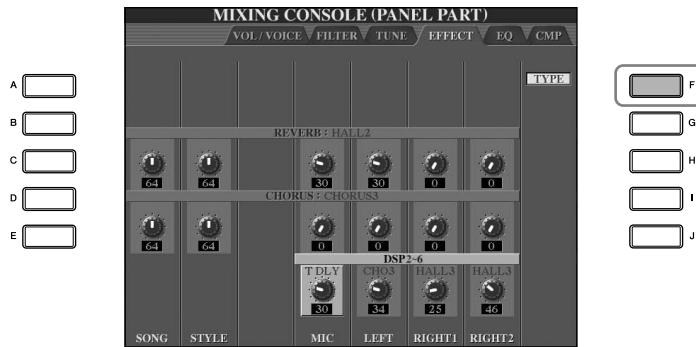 MIXING CONSOLE (PANEL PART)
VOL / VOICE FILTER TUNE EFFECT EQ CMP
TYPE
A
B
C
D
E
F
G
H
I
J
REVERB : HALL2
64 64 30 30 0 0
CHORUS : CHORUS3
64 64 0 0 0 0
DSP2~6
T DLY CHO3 HALL3 HALL3
30 34 25 46
SONG STYLE MIC LEFT RIGHT1 RIGHT2